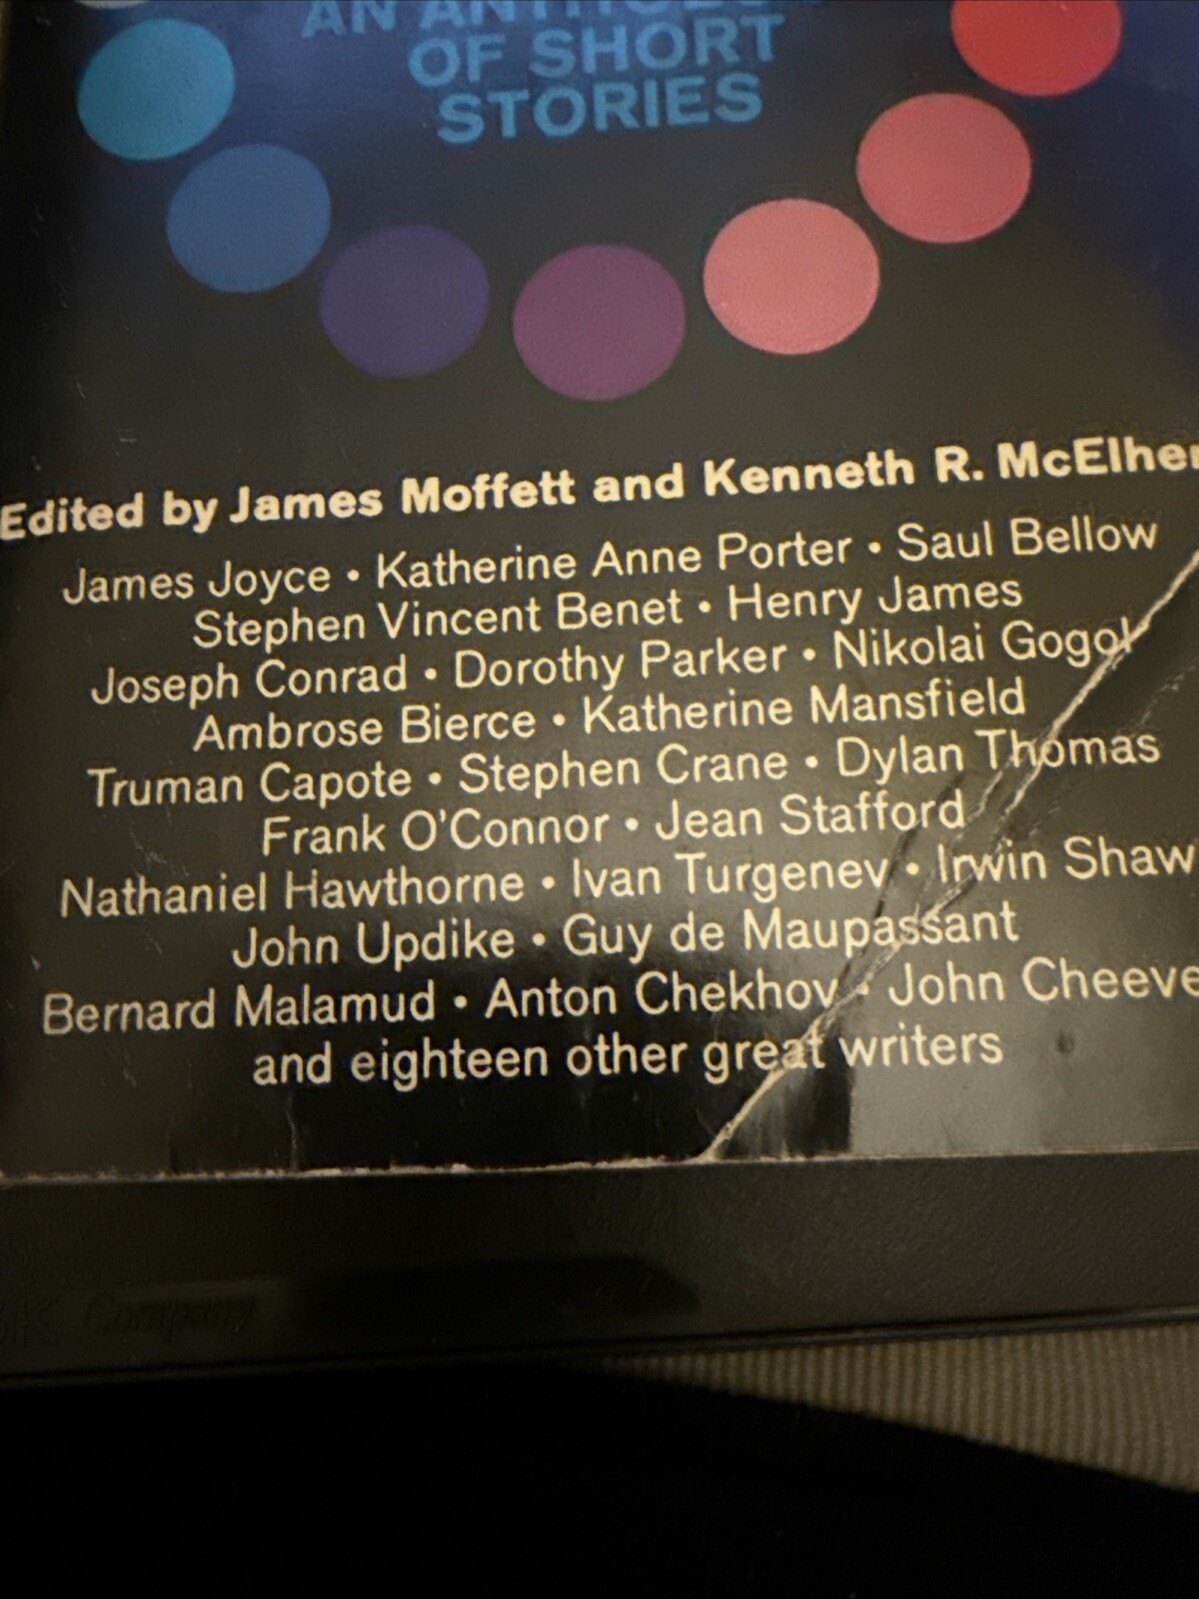 AN
OF SHORT
STORIES
Edited by James Moffett and Kenneth R. McElhe
James Joyce • Katherine Anne Porter • Saul Bellow
Stephen Vincent Benet • Henry James
Joseph Conrad • Dorothy Parker • Nikolai Gogol
Ambrose Bierce • Katherine Mansfield
Truman Capote • Stephen Crane • Dylan Thomas
Frank O'Connor • Jean Stafford
Nathaniel Hawthorne • Ivan Turgenev • Irwin Shaw
John Updike • Guy de Maupassant
Bernard Malamud • Anton Chekhov • John Cheeve
and eighteen other great writers
Company